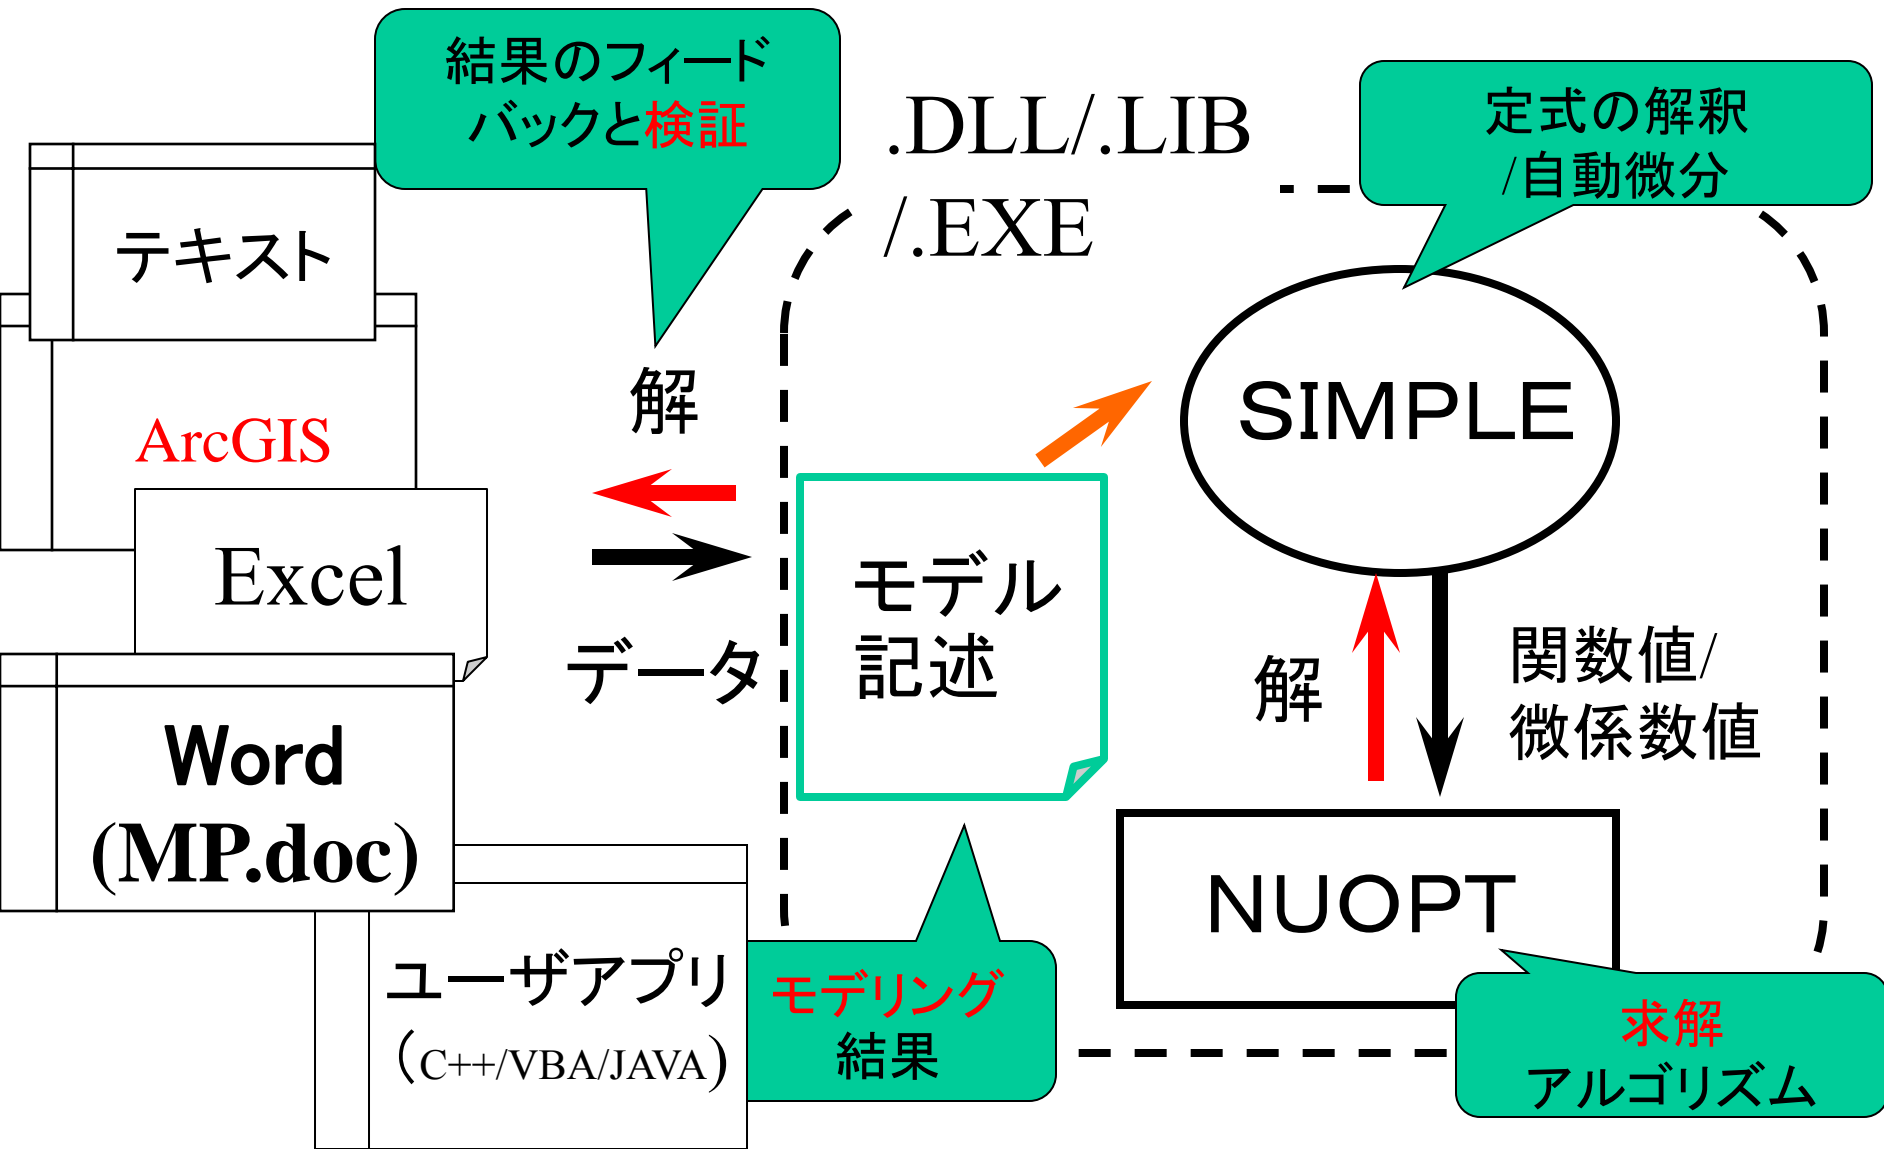 結果のフィード
バックと検証
.DLL/.LIB
/.EXE
定式の解釈
/自動微分
テキスト
ArcGIS
Excel
Word
(MP.doc)
ユーザアプリ
(C++/VBA/JAVA)
解
データ
モデル
記述
SIMPLE
解
関数値/
微係数値
NUOPT
モデリング
結果
求解
アルゴリズム